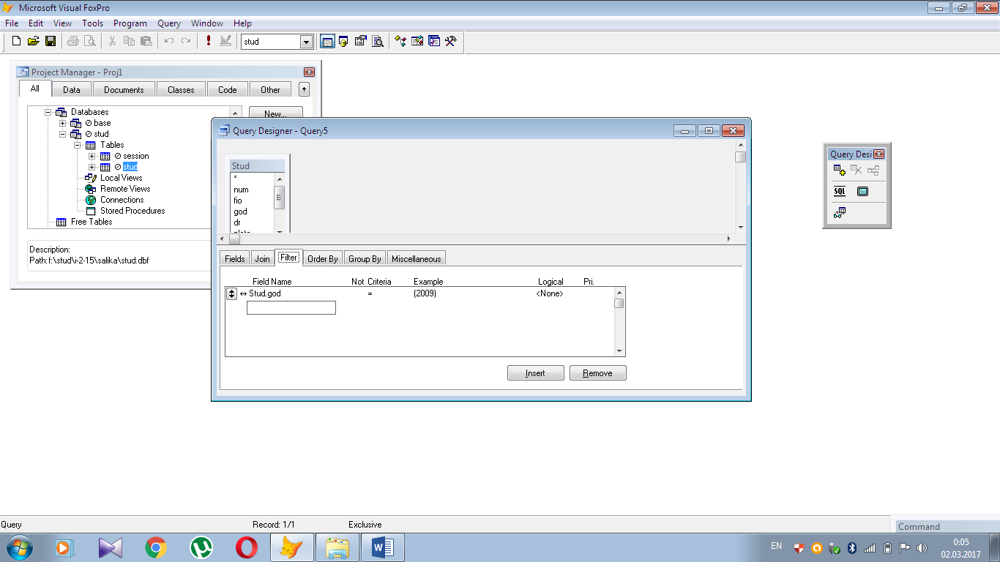 Microsoft Visual FoxPro
File Edit View Tools Program Query Window Help
stud
Project Manager - Proj1
All Data Documents Classes Code Other
Databases
New...
base
stud
Tables
session
stud
Local Views
Remote Views
Connections
Stored Procedures
Free Tables
Description:
Path: f:\stud\i-2-15\salika\stud.dbf
Query Designer - Query5
Stud
*
num
fio
god
dr
Fields Join Filter Order By Group By Miscellaneous
Field Name Not Criteria Example Logical Pri.
Stud.god = (2009) <None>
Insert Remove
Query Desi
SQL
Query Record: 1/1 Exclusive
Command
EN
0:05
02.03.2017